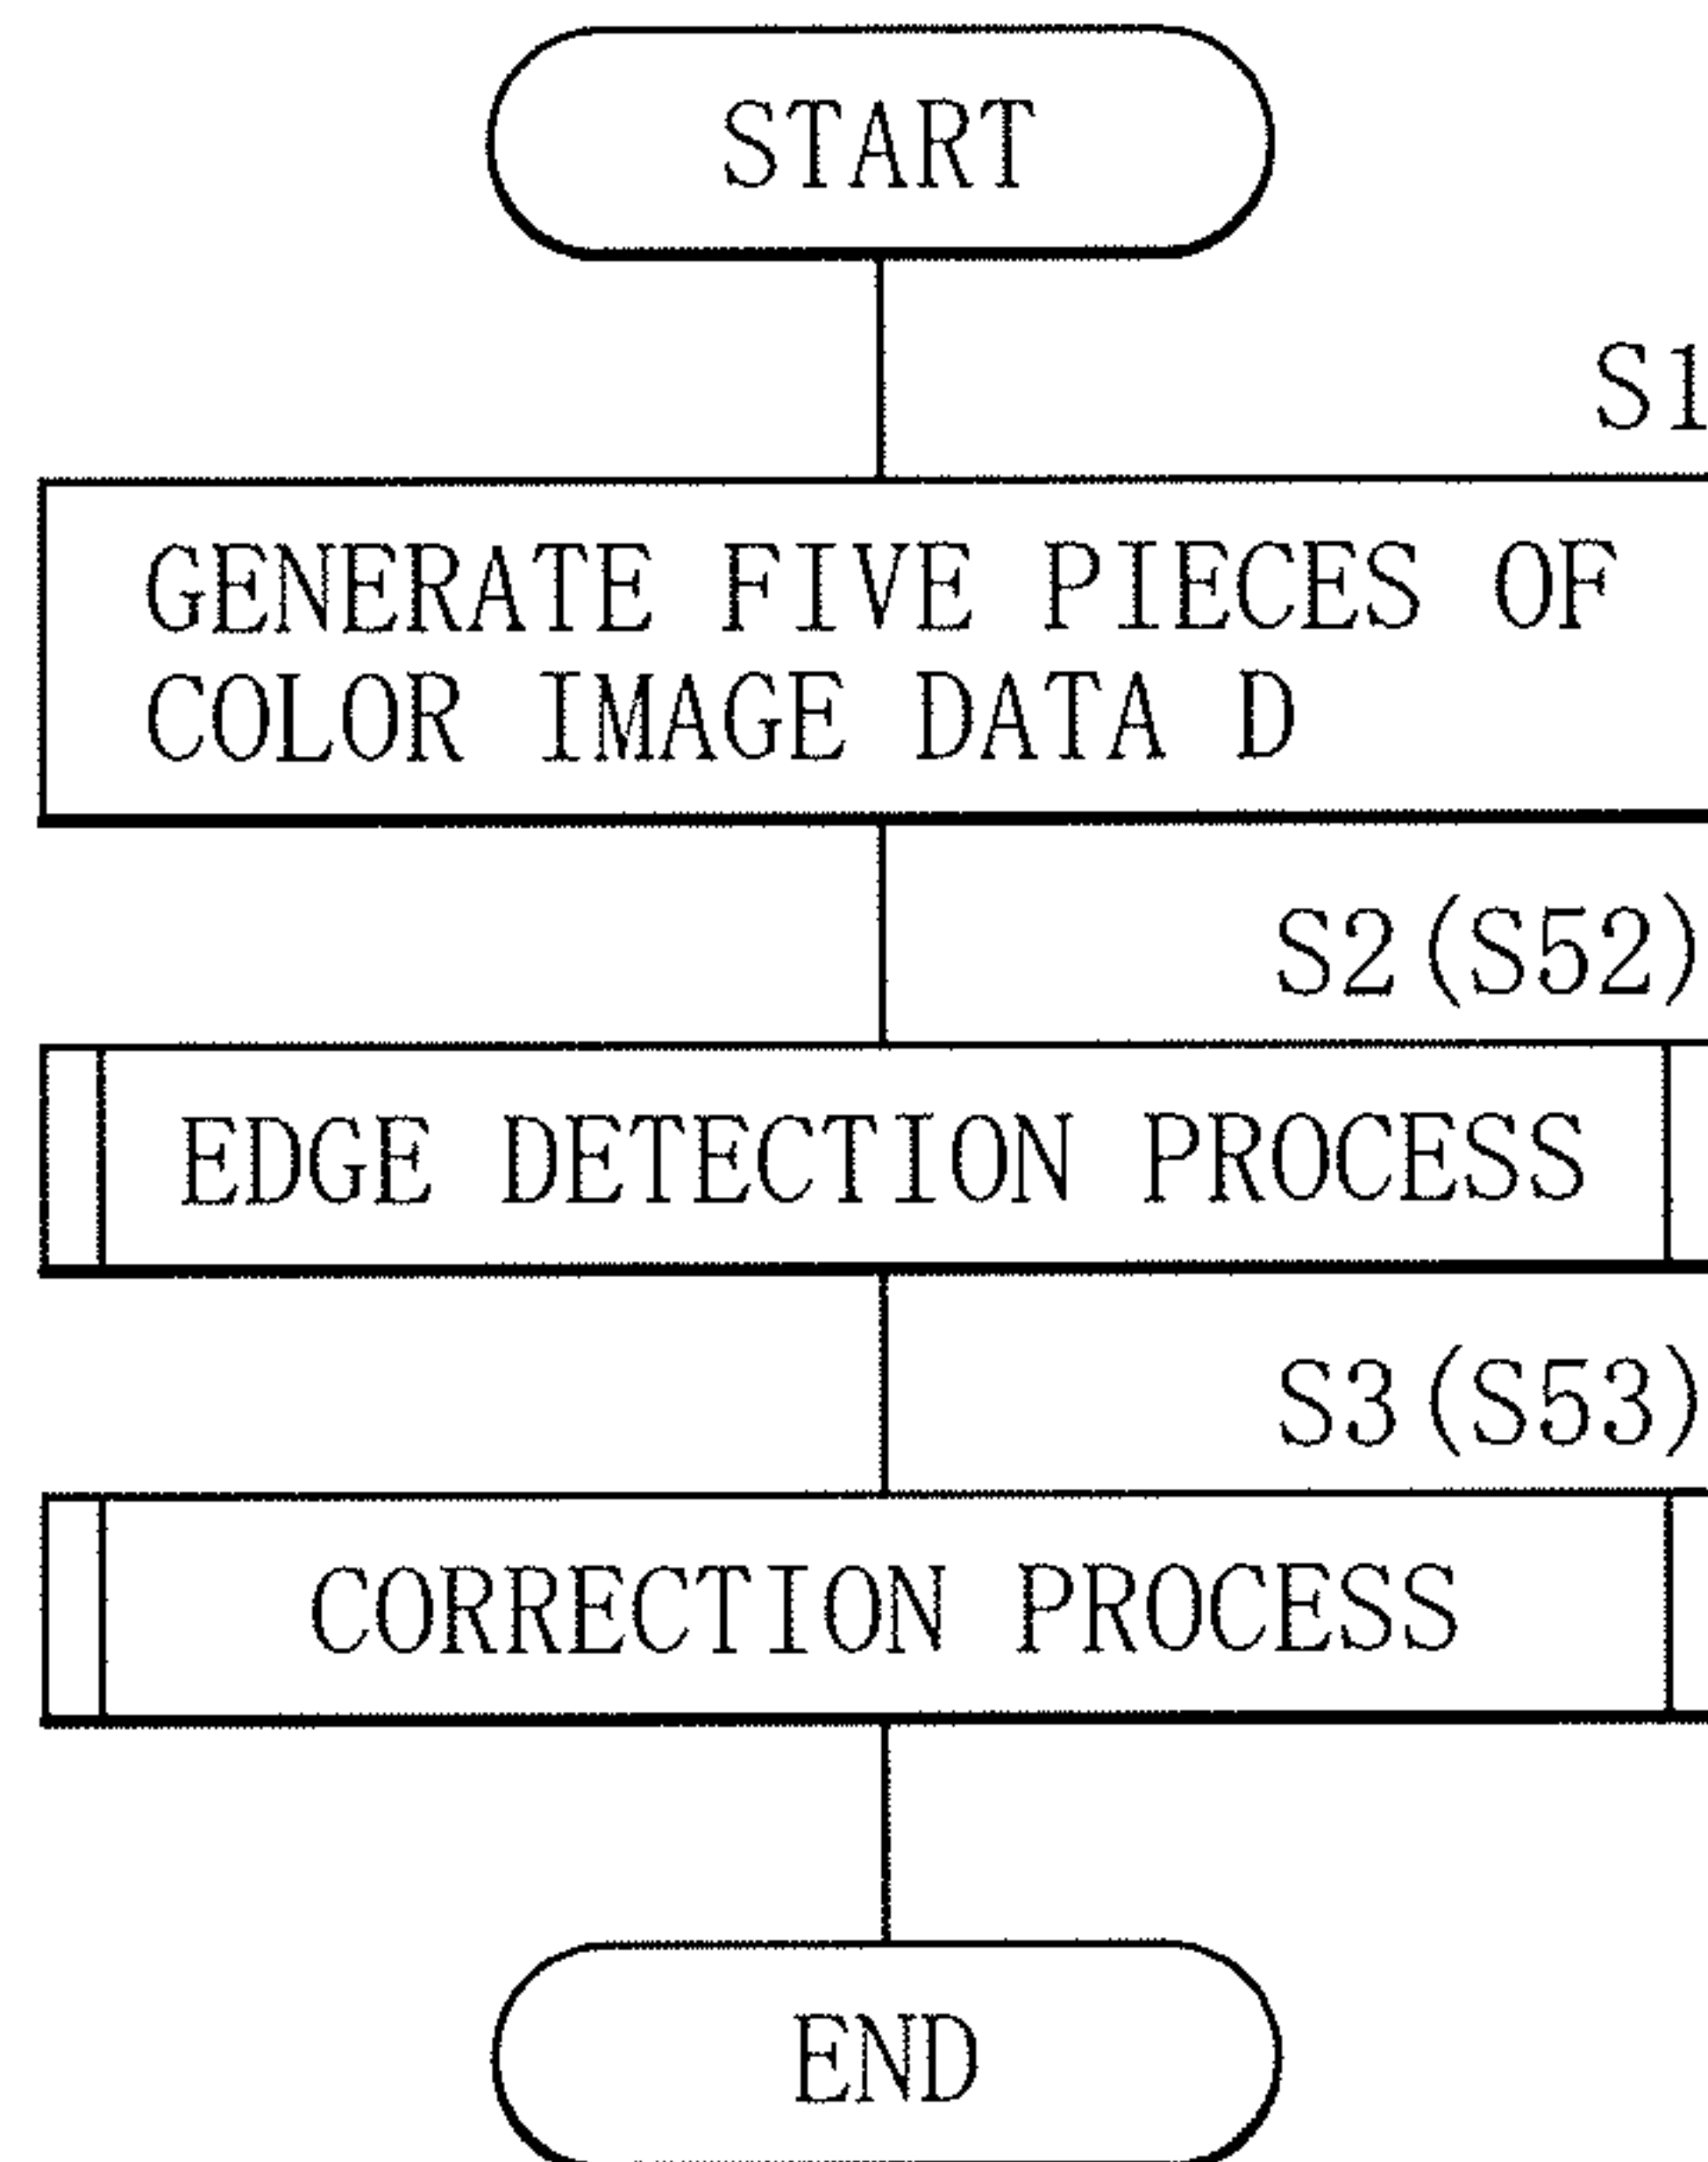 START
S1
GENERATE FIVE PIECES OF
COLOR IMAGE DATA D
S2(S52)
EDGE DETECTION PROCESS
S3(S53)
CORRECTION PROCESS
END